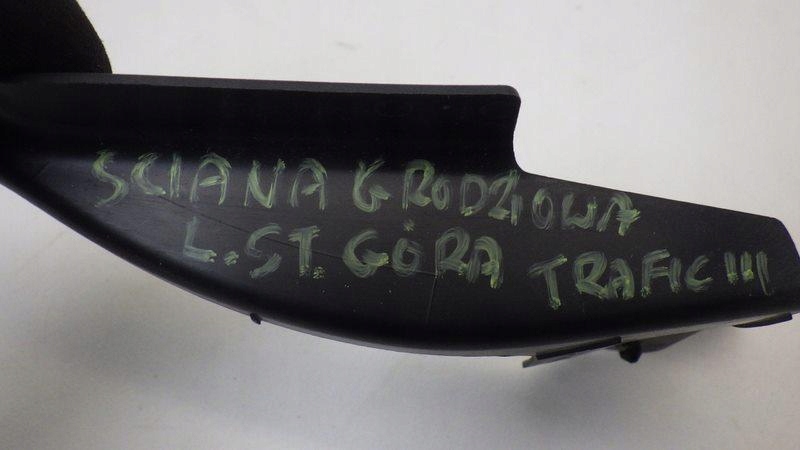 SCIANA GRODZIOWA
L.ST. GÓRA TRAFIC III